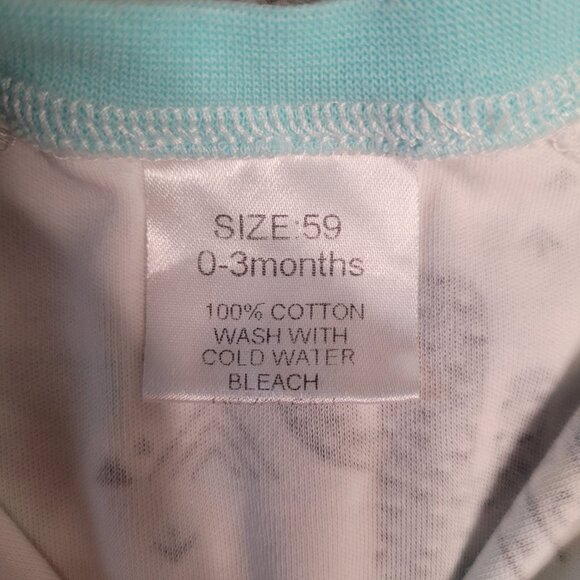 SIZE:59
0-3months
100% COTTON
WASH WITH
COLD WATER
BLEACH